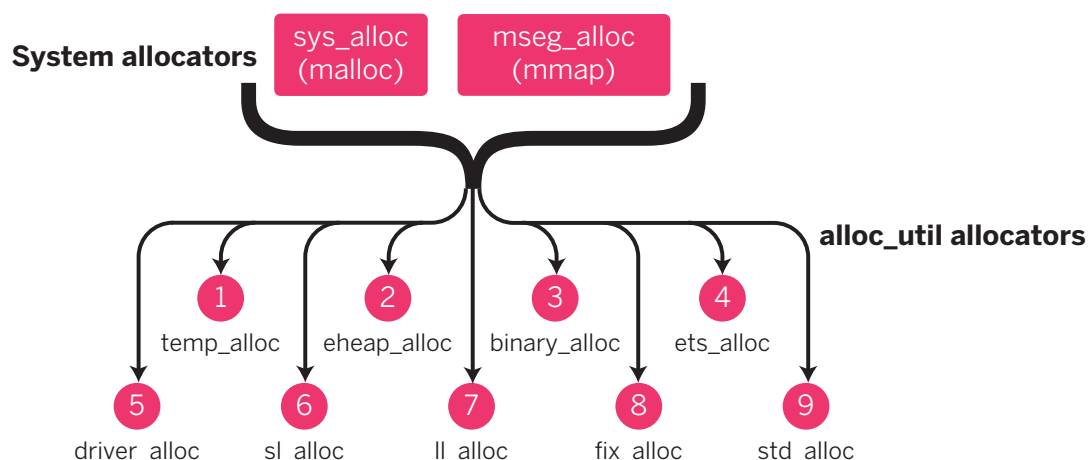 System allocators
sys_alloc
(malloc)
mseg_alloc
(mmap)
alloc_util allocators
1
2
3
4
temp_alloc
eheap_alloc
binary_alloc
ets_alloc
5
6
7
8
9
driver_alloc
sl_alloc
ll_alloc
fix_alloc
std_alloc